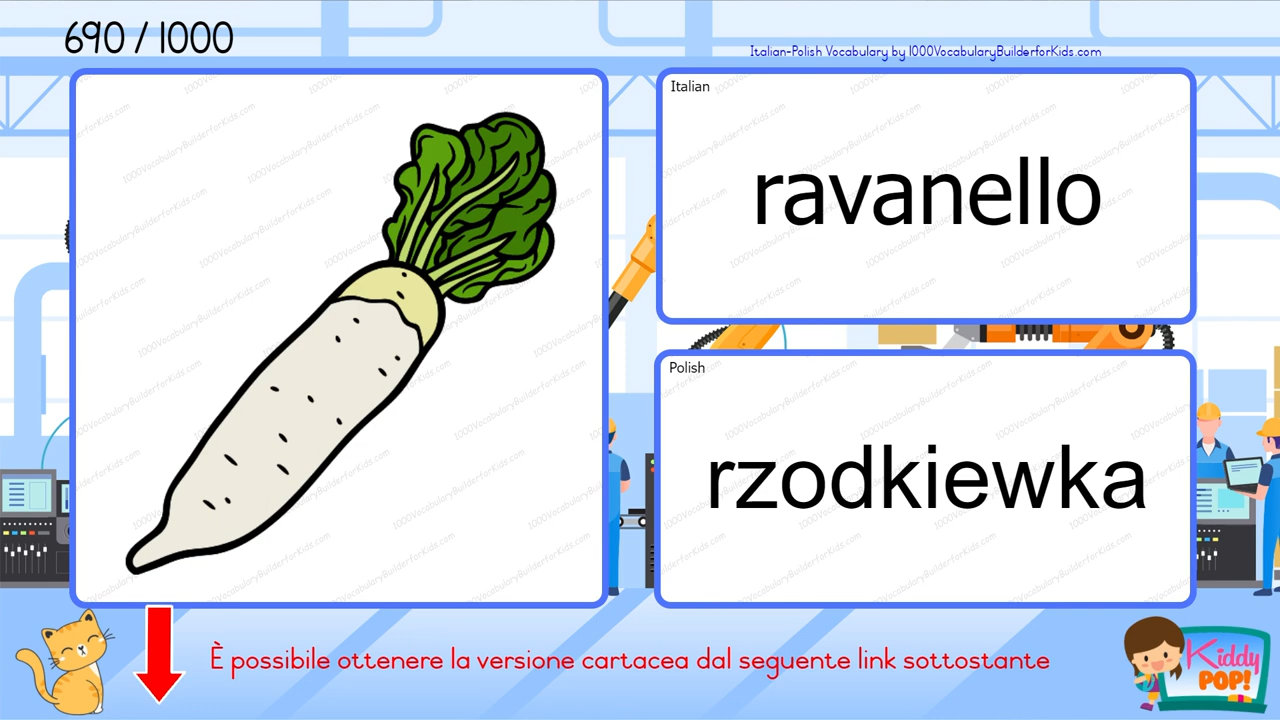 690 / 1000
Italian-Polish Vocabulary by 1000VocabularyBuilderforKids.com
Italian
ravanello
Polish
rzodkiewka
È possibile ottenere la versione cartacea dal seguente link sottostante
Kiddy
POP!